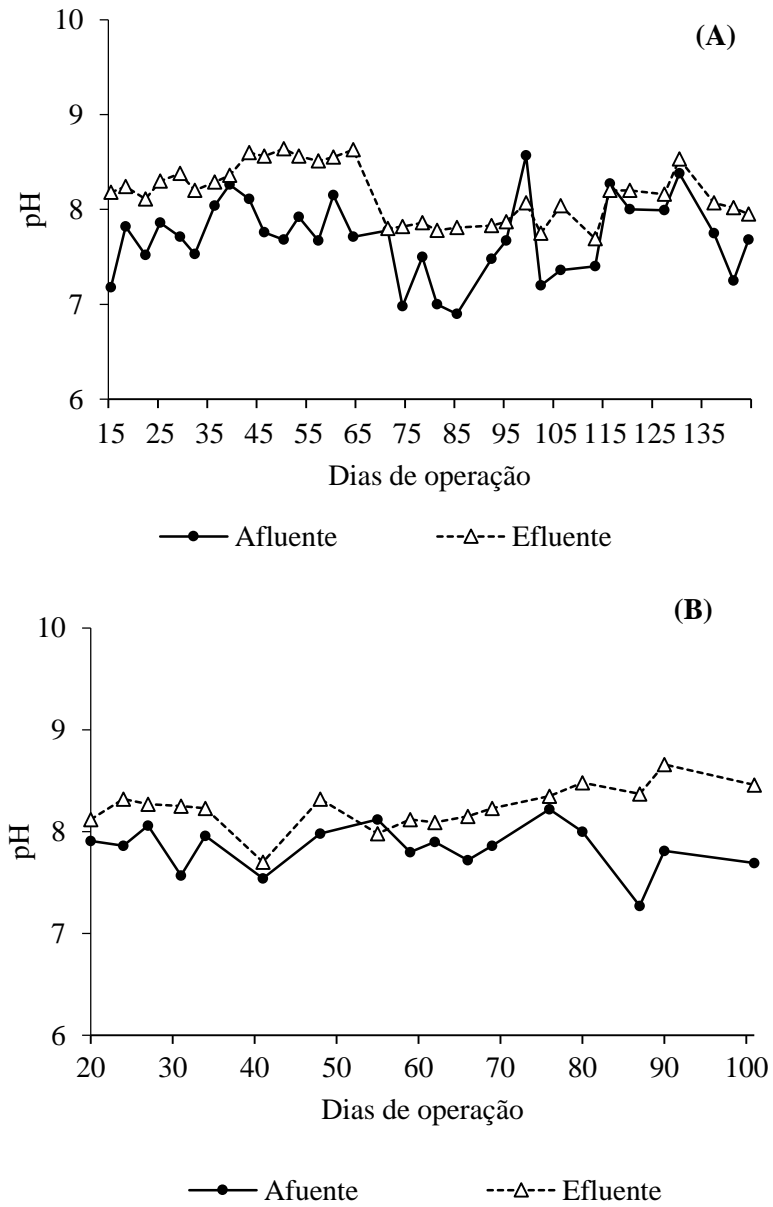 (A)
10
9
8
7
6
pH
15 25 35 45 55 65 75 85 95 105 115 125 135
Dias de operação
Afluente Efluente
(B)
10
9
8
7
6
pH
20 30 40 50 60 70 80 90 100
Dias de operação
Afuente Efluente